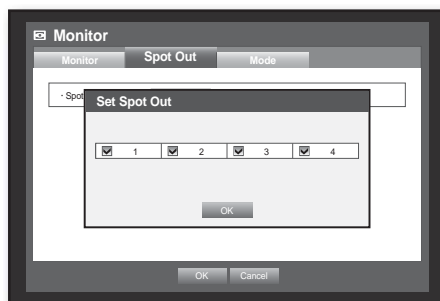 Monitor
Monitor Spot Out Mode
· Spot
Set Spot Out
1 2 3 4
OK
OK Cancel